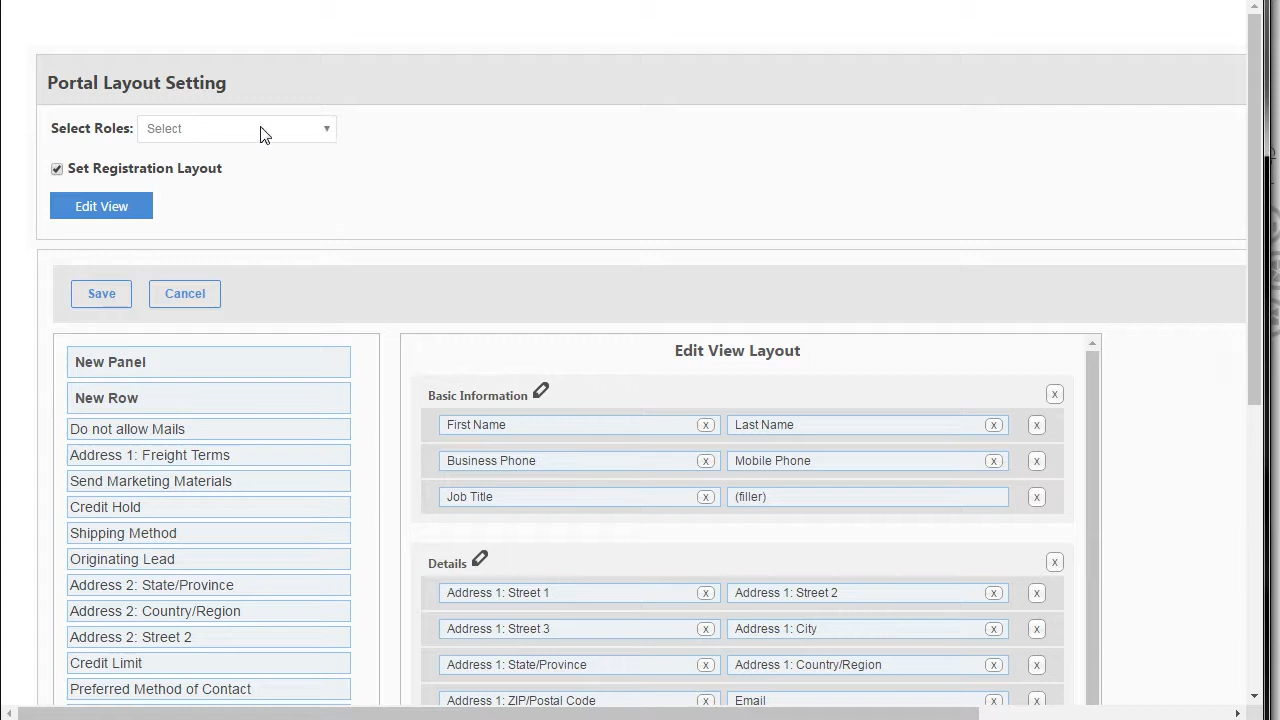 Portal Layout Setting
Select Roles: Select
Set Registration Layout
Edit View
Save Cancel
New Panel
New Row
Do not allow Mails
Address 1: Freight Terms
Send Marketing Materials
Credit Hold
Shipping Method
Originating Lead
Address 2: State/Province
Address 2: Country/Region
Address 2: Street 2
Credit Limit
Preferred Method of Contact
Edit View Layout
Basic Information x
First Name x Last Name x x
Business Phone x Mobile Phone x x
Job Title x (filler) x
Details x
Address 1: Street 1 x Address 1: Street 2 x x
Address 1: Street 3 x Address 1: City x x
Address 1: State/Province x Address 1: Country/Region x x
Address 1: ZIP/Postal Code x Email x x